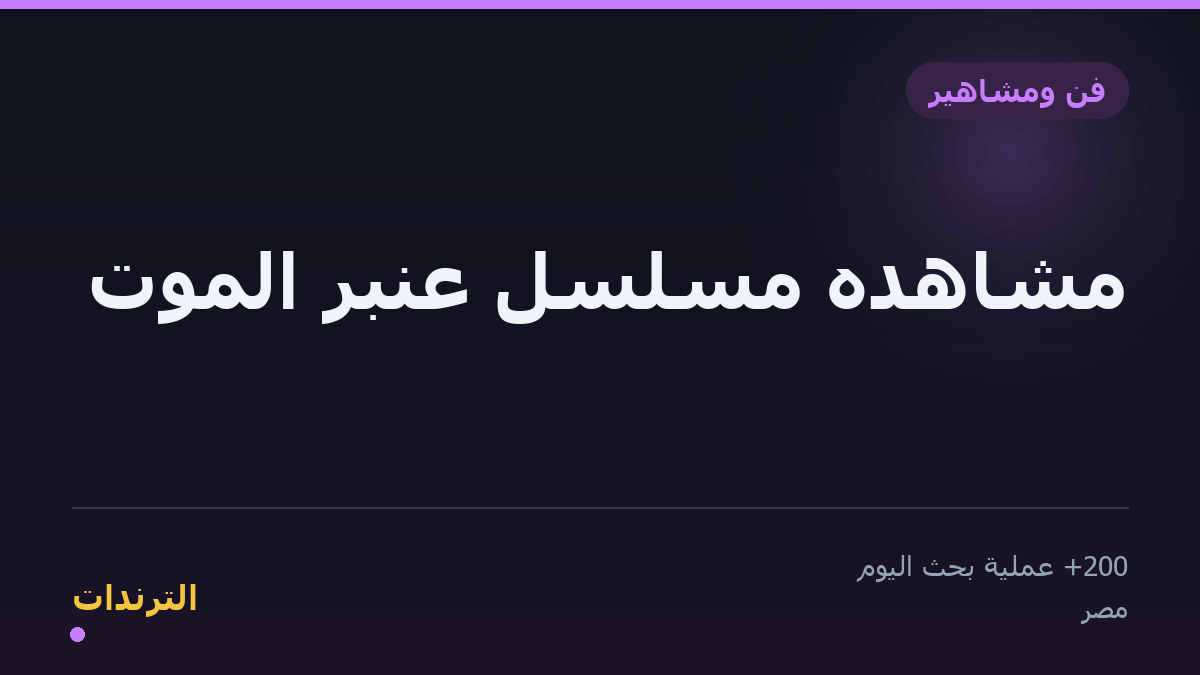 فن ومشاهير
مشاهده مسلسل عنبر الموت
200+ عملية بحث اليوم
مصر
الترندات